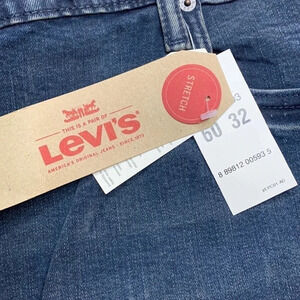 THIS IS A PAIR OF
Levi's
AMERICA'S ORIGINAL JEANS - SINCE 1873
STRETCH
60 32
8 89812 00593 5